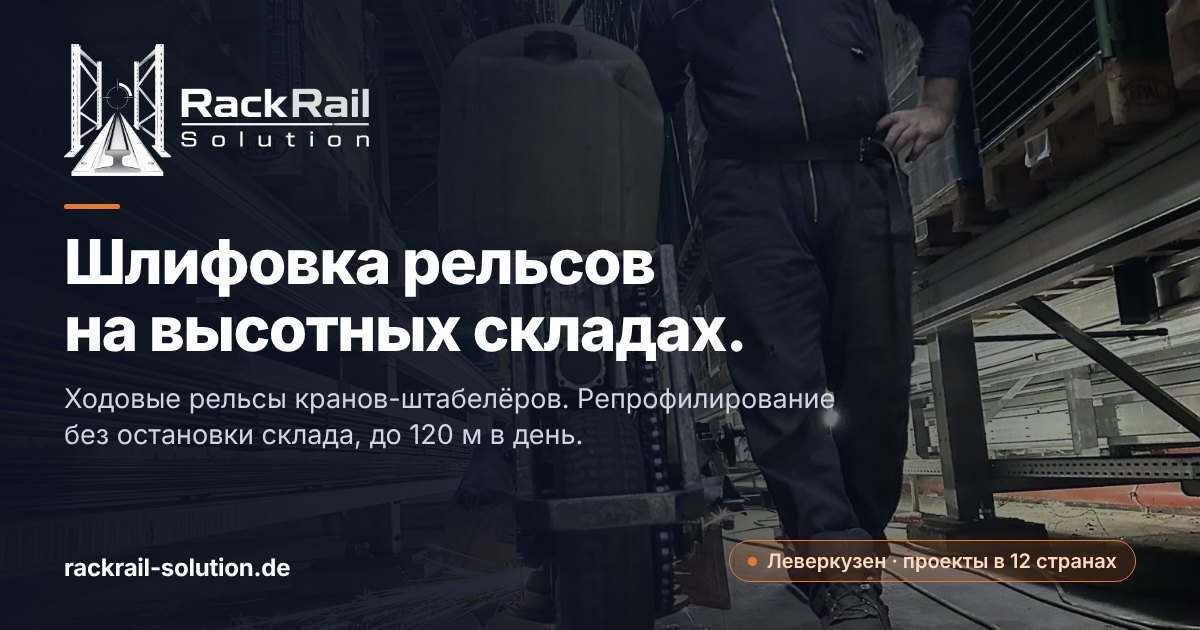 RackRail
Solution
Шлифовка рельсов
на высотных складах.
Ходовые рельсы кранов-штабелёров. Репрофилирование
без остановки склада, до 120 м в день.
rackrail-solution.de
Леверкузен · проекты в 12 странах